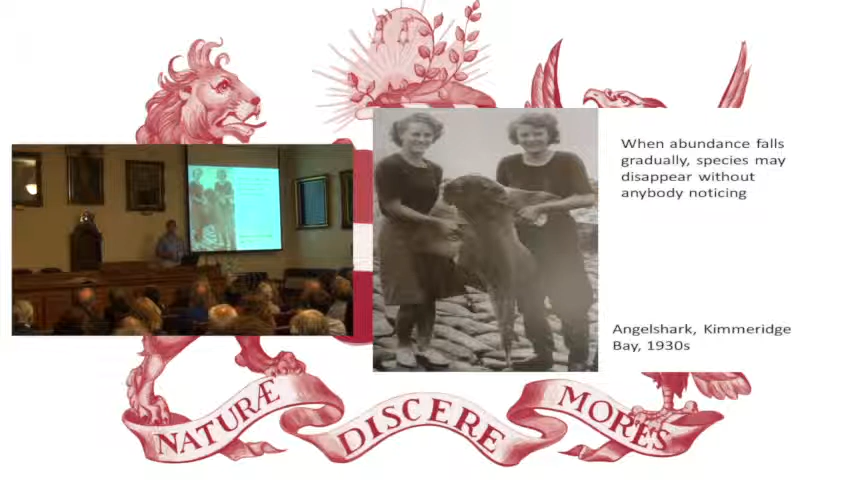 When abundance falls
gradually, species may
disappear without
anybody noticing
Angelshark, Kimmeridge
Bay, 1930s
NATURÆ DISCERE MORES